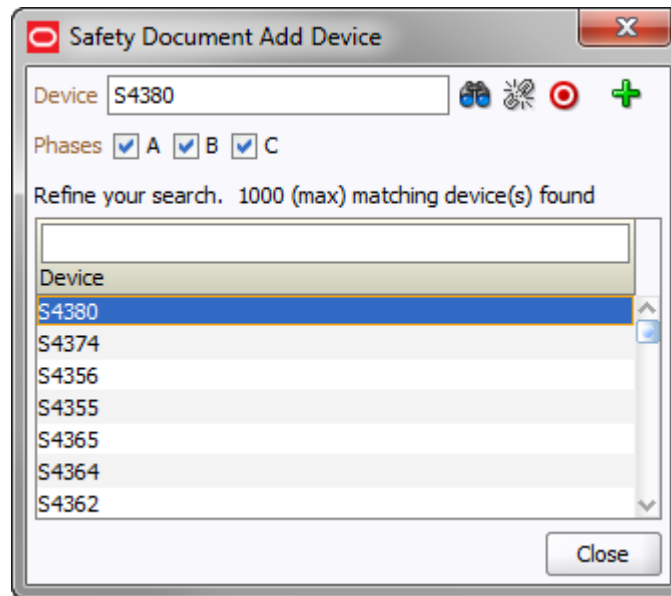 Safety Document Add Device
Device S4380
Phases A B C
Refine your search. 1000 (max) matching device(s) found
Device
S4380
S4374
S4356
S4355
S4365
S4364
S4362
Close